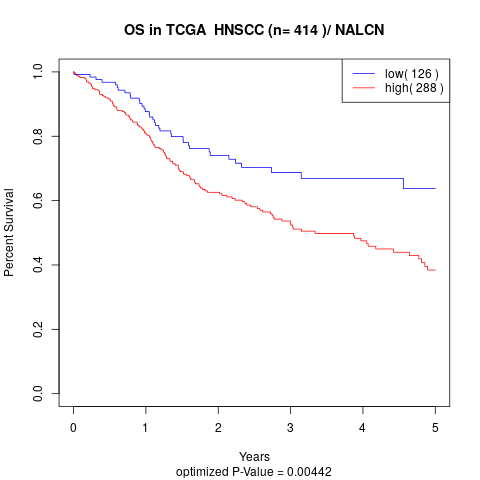 OS in TCGA  HNSCC (n= 414 )/ NALCN
low( 126 )
high( 288 )
Percent Survival
1.0
0.8
0.6
0.4
0.2
0.0
0 1 2 3 4 5
Years
optimized P-Value = 0.00442